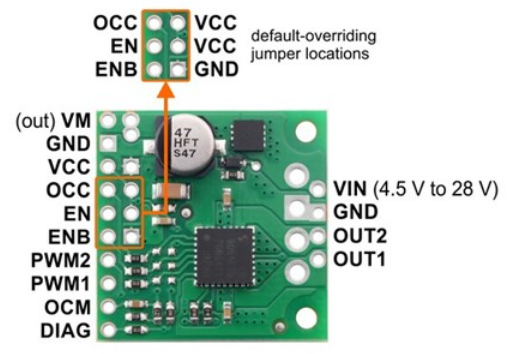 OCC VCC
EN VCC
ENB GND
default-overriding
jumper locations
(out) VM
GND
VCC
OCC
EN
ENB
PWM2
PWM1
OCM
DIAG
47
HFT
S47
VIN (4.5 V to 28 V)
GND
OUT2
OUT1